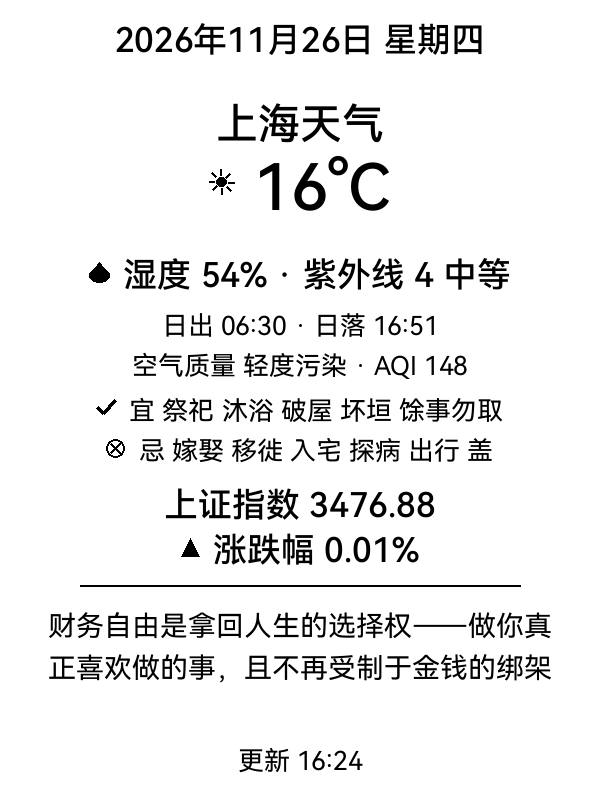 2026年11月26日 星期四
上海天气
16°C
湿度 54% · 紫外线 4 中等
日出 06:30 · 日落 16:51
空气质量 轻度污染 · AQI 148
宜 祭祀 沐浴 破屋 坏垣 馀事勿取
忌 嫁娶 移徙 入宅 探病 出行 盖
上证指数 3476.88
▲ 涨跌幅 0.01%
财务自由是拿回人生的选择权——做你真
正喜欢做的事，且不再受制于金钱的绑架
更新 16:24